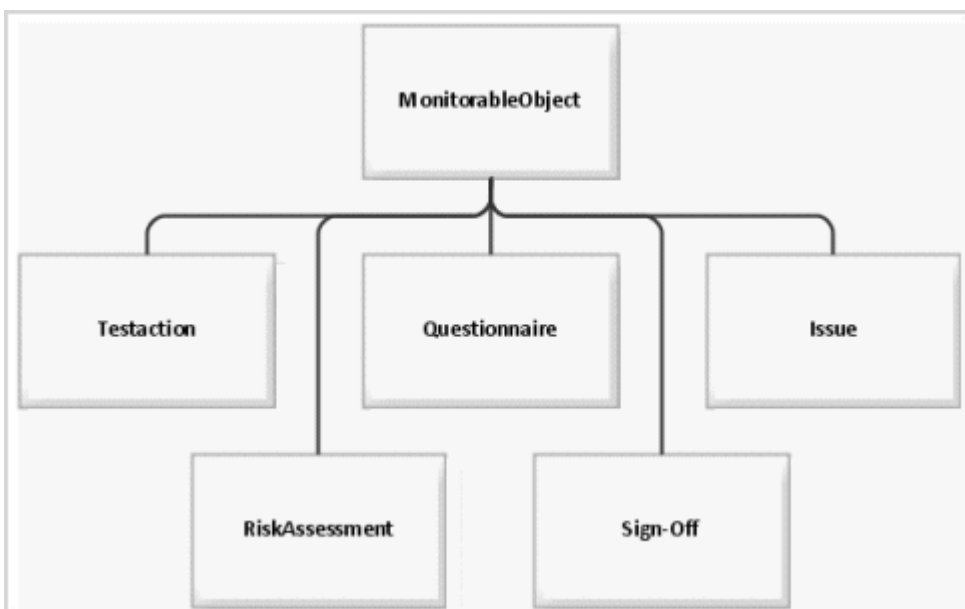 MonitorableObject
Testaction
Questionnaire
Issue
RiskAssessment
Sign-Off